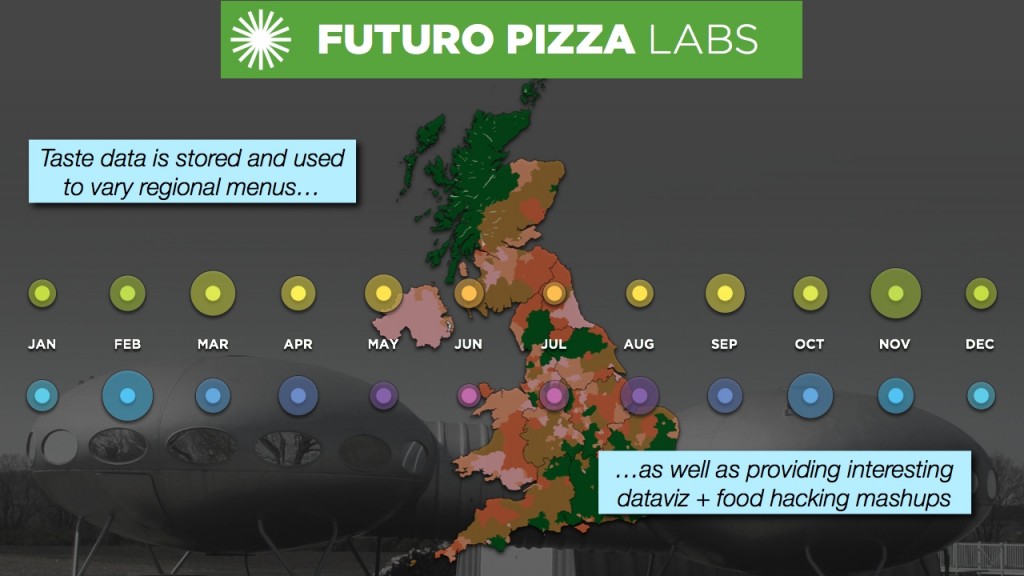 FUTURO PIZZA LABS
Taste data is stored and used
to vary regional menus…
JAN FEB MAR APR MAY JUN JUL AUG SEP OCT NOV DEC
…as well as providing interesting
dataviz + food hacking mashups